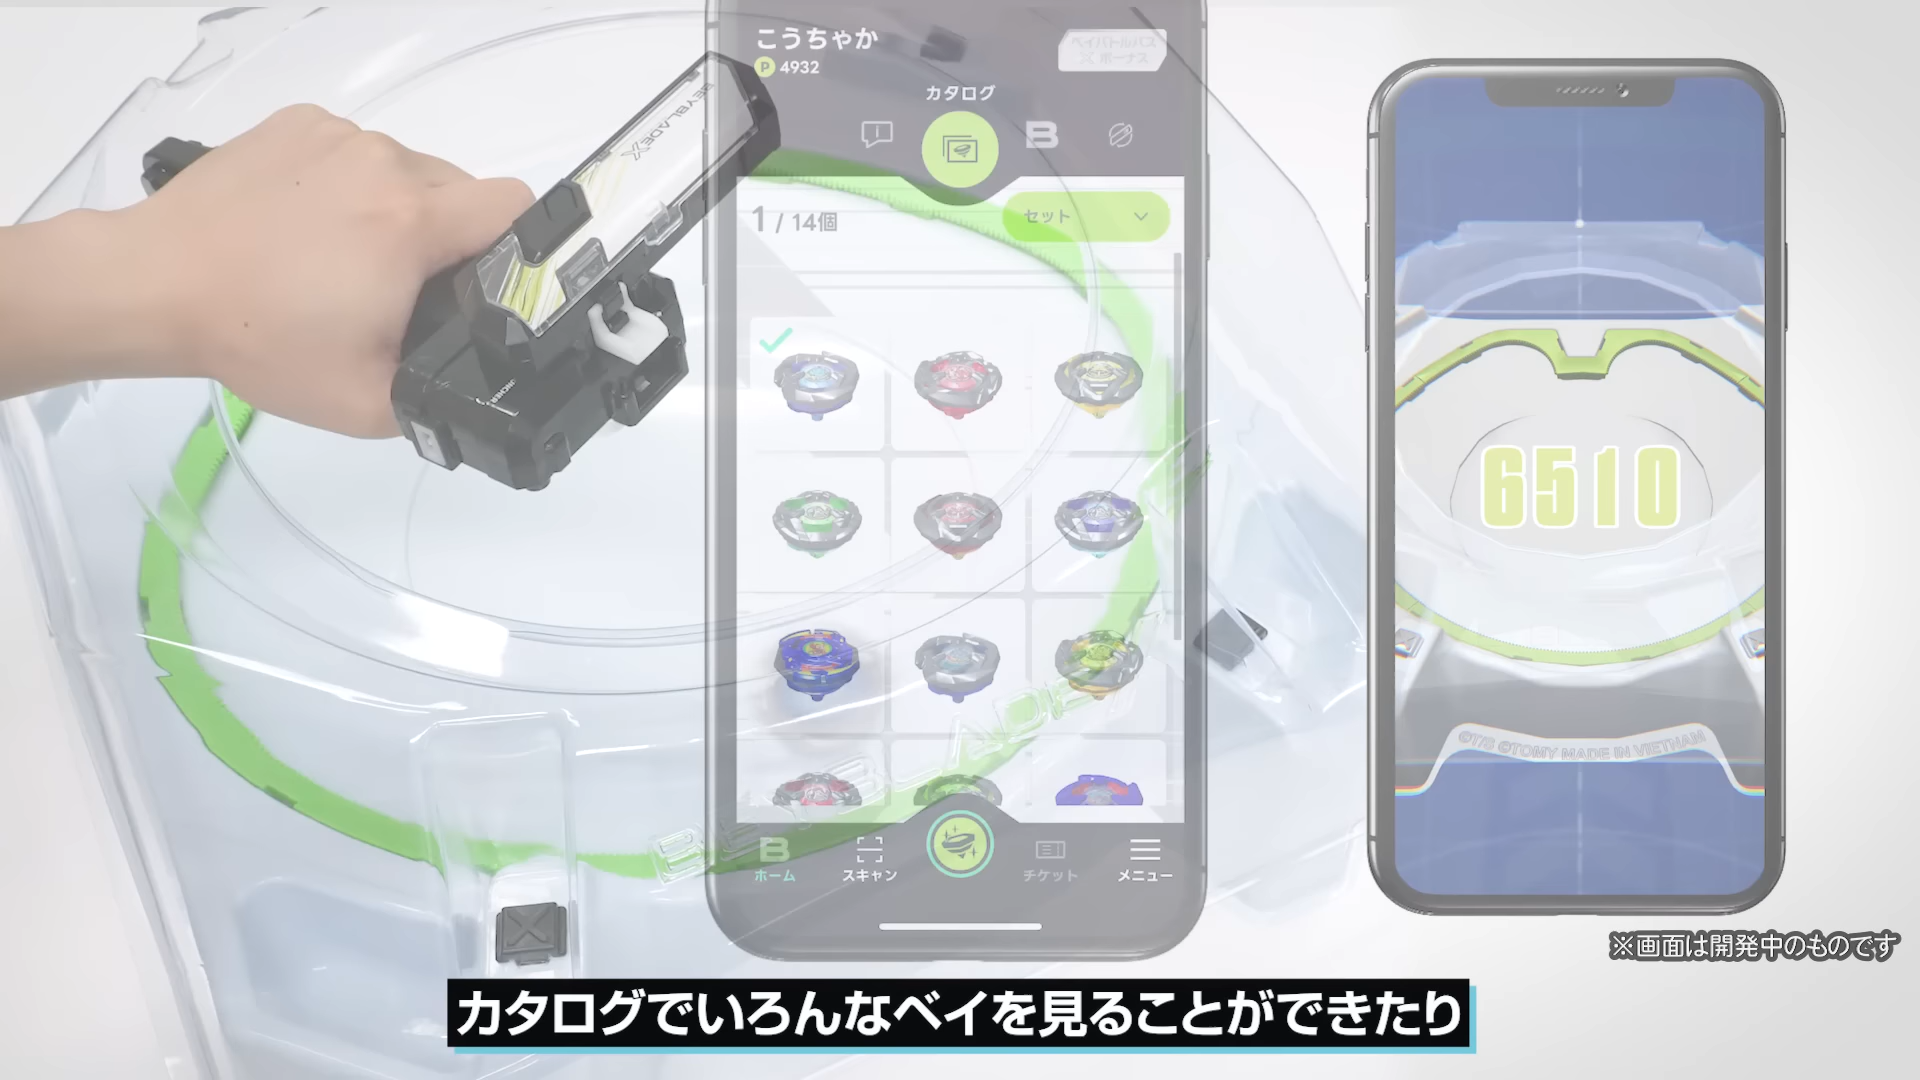 こうちゃか
P 4932
ベイバトルパス
ボーナス
カタログ
B
1 / 14個
セット
BEYBLADE X
6510
©T/S ©TOMY MADE IN VIETNAM
B ホーム
スキャン
チケット
メニュー
※画面は開発中のものです
カタログでいろんなベイを見ることができたり